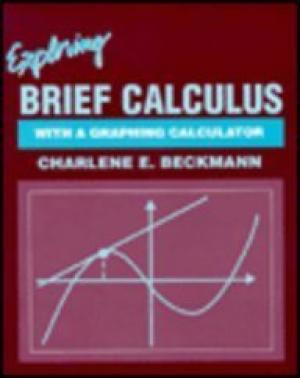 Exploring
BRIEF CALCULUS
WITH A GRAPHING CALCULATOR
CHARLENE E. BECKMANN